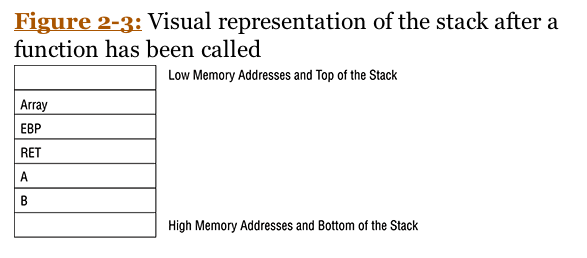 Figure 2-3: Visual representation of the stack after a
function has been called
Low Memory Addresses and Top of the Stack
Array
EBP
RET
A
B
High Memory Addresses and Bottom of the Stack